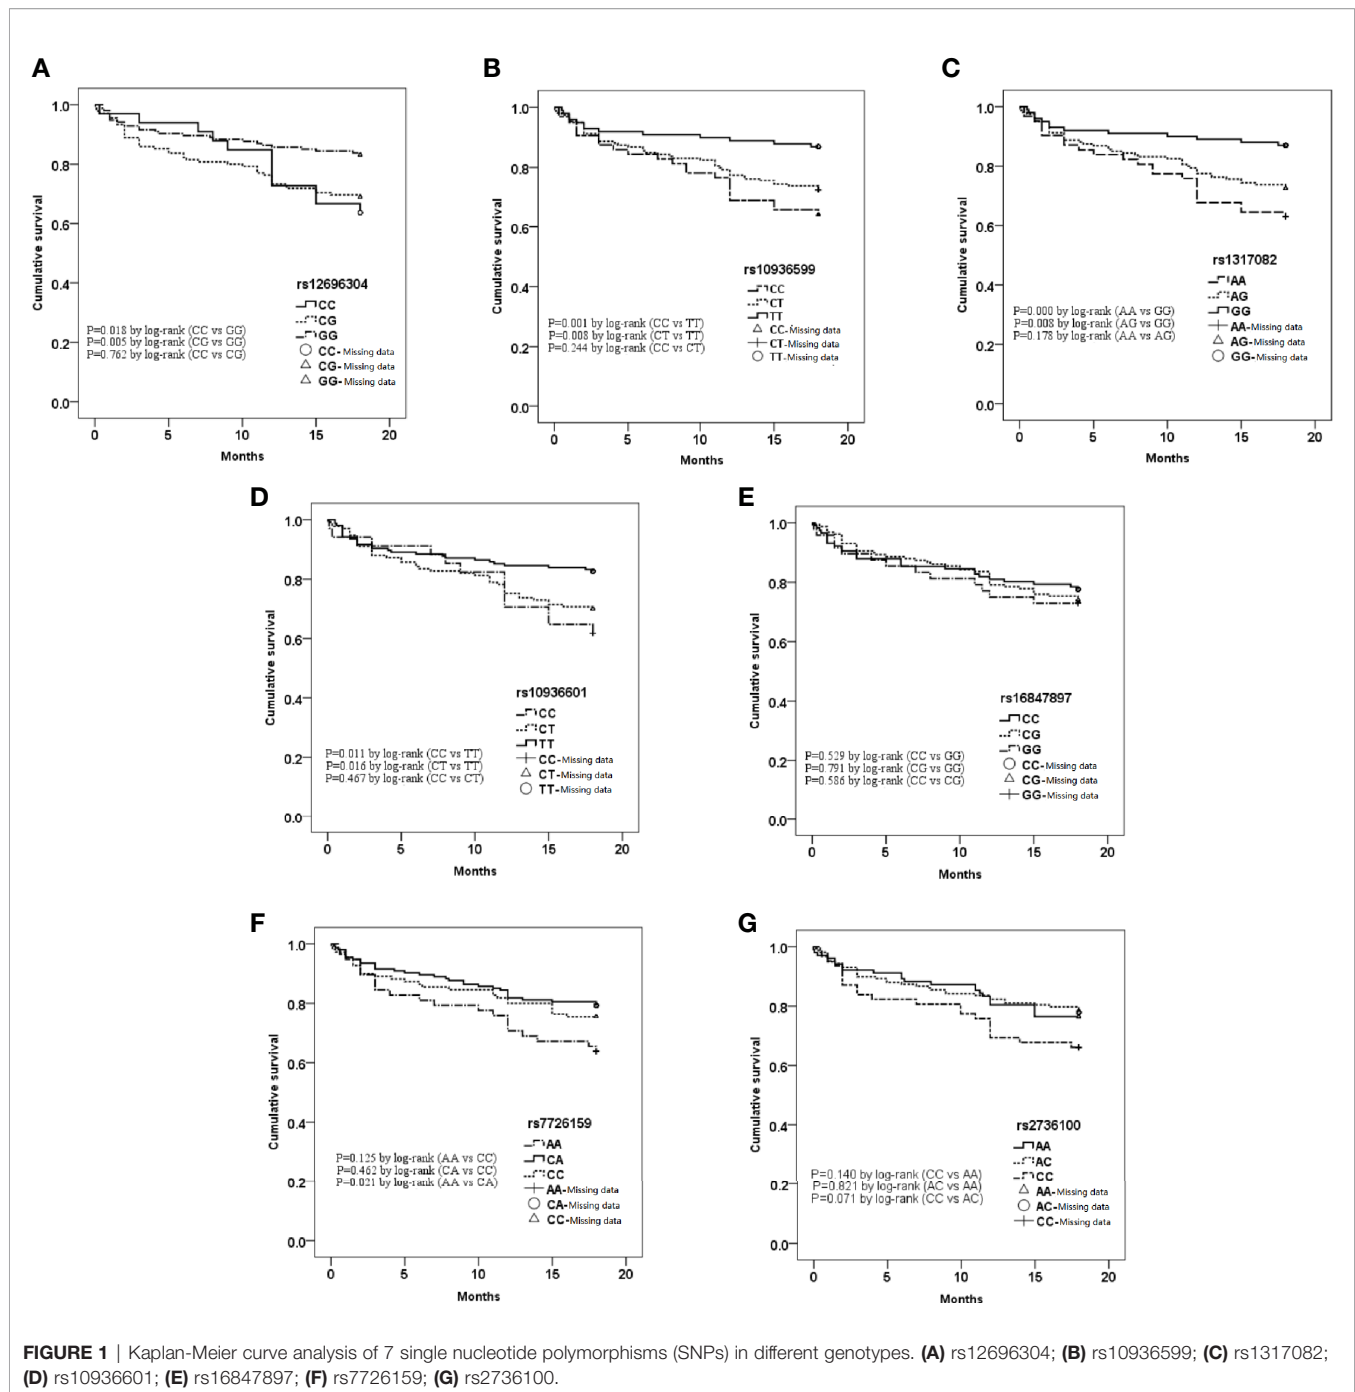 A
1.0
0.8
0.6
0.4
0.2
0.0
Cumulative survival
rs12696304
CC
CG
GG
CC-Missing data
CG-Missing data
GG-Missing data
P=0.018 by log-rank (CC vs GG)
P=0.005 by log-rank (CG vs GG)
P=0.762 by log-rank (CC vs CG)
0 5 10 15 20
Months
B
1.0
0.8
0.6
0.4
0.2
0.0
Cumulative survival
rs10936599
CC
CT
TT
CC-Missing data
CT-Missing data
TT-Missing data
P=0.001 by log-rank (CC vs TT)
P=0.008 by log-rank (CT vs TT)
P=0.244 by log-rank (CC vs CT)
0 5 10 15 20
Months
C
1.0
0.8
0.6
0.4
0.2
0.0
Cumulative survival
rs1317082
AA
AG
GG
AA-Missing data
AG-Missing data
GG-Missing data
P=0.000 by log-rank (AA vs GG)
P=0.008 by log-rank (AG vs GG)
P=0.178 by log-rank (AA vs AG)
0 5 10 15 20
Months
D
1.0
0.8
0.6
0.4
0.2
0.0
Cumulative survival
rs10936601
CC
CT
TT
CC-Missing data
CT-Missing data
TT-Missing data
P=0.011 by log-rank (CC vs TT)
P=0.016 by log-rank (CT vs TT)
P=0.467 by log-rank (CC vs CT)
0 5 10 15 20
Months
E
1.0
0.8
0.6
0.4
0.2
0.0
Cumulative survival
rs16847897
CC
CG
GG
CC-Missing data
CG-Missing data
GG-Missing data
P=0.529 by log-rank (CC vs GG)
P=0.791 by log-rank (CG vs GG)
P=0.586 by log-rank (CC vs CG)
0 5 10 15 20
Months
F
1.0
0.8
0.6
0.4
0.2
0.0
Cumulative survival
rs7726159
AA
CA
CC
AA-Missing data
CA-Missing data
CC-Missing data
P=0.125 by log-rank (AA vs CC)
P=0.462 by log-rank (CA vs CC)
P=0.021 by log-rank (AA vs CA)
0 5 10 15 20
Months
G
1.0
0.8
0.6
0.4
0.2
0.0
Cumulative survival
rs2736100
AA
AC
CC
AA-Missing data
AC-Missing data
CC-Missing data
P=0.140 by log-rank (CC vs AA)
P=0.821 by log-rank (AC vs AA)
P=0.071 by log-rank (CC vs AC)
0 5 10 15 20
Months
FIGURE 1 | Kaplan-Meier curve analysis of 7 single nucleotide polymorphisms (SNPs) in different genotypes. (A) rs12696304; (B) rs10936599; (C) rs1317082;
(D) rs10936601; (E) rs16847897; (F) rs7726159; (G) rs2736100.